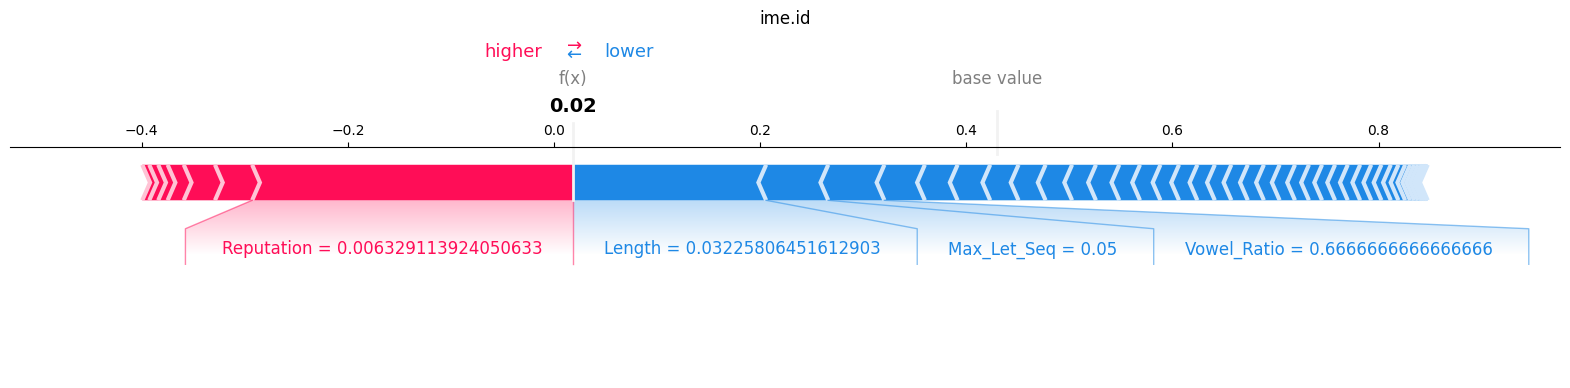 ime.id
higher ⇄ lower
f(x) base value
0.02
−0.4 −0.2 0.0 0.2 0.4 0.6 0.8
Reputation = 0.006329113924050633 Length = 0.03225806451612903 Max_Let_Seq = 0.05 Vowel_Ratio = 0.6666666666666666